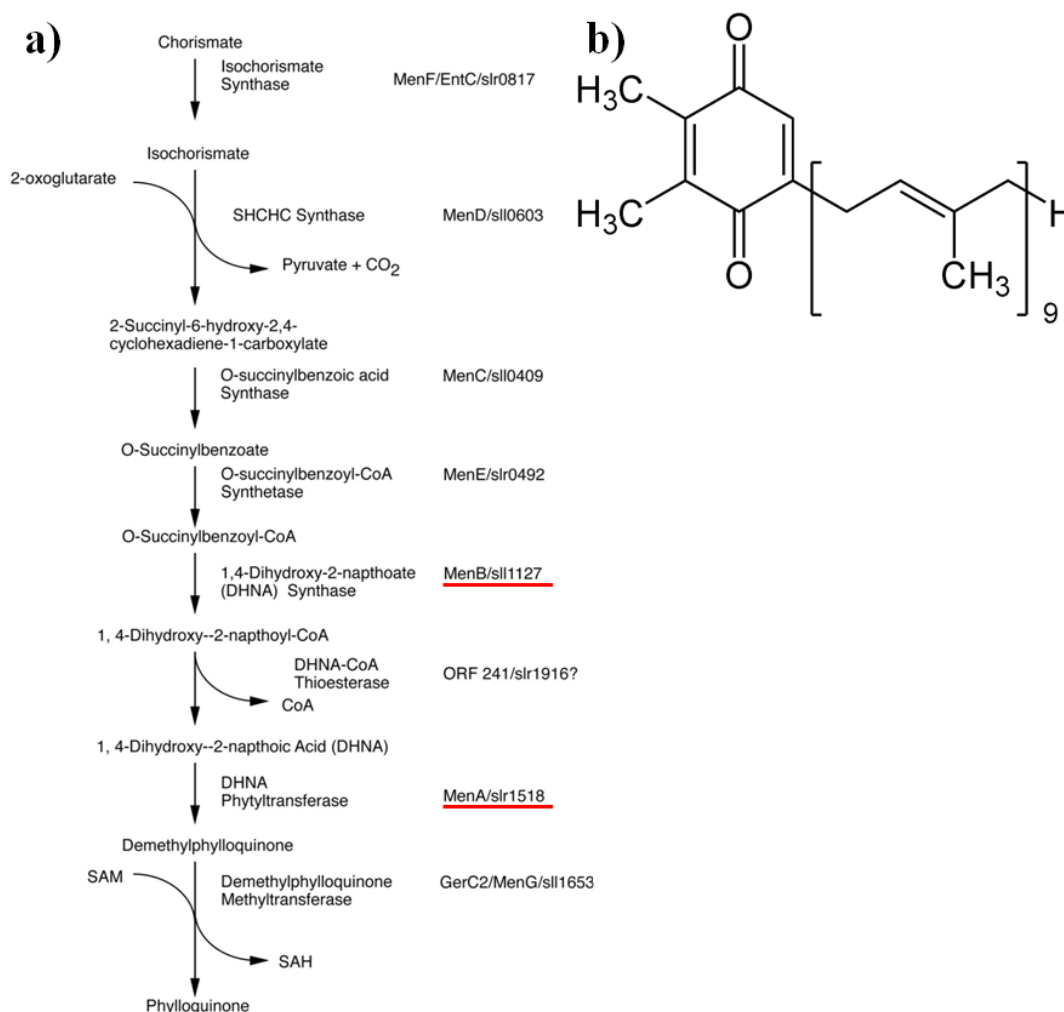 a)
Chorismate
Isochorismate
Synthase
MenF/EntC/slr0817
Isochorismate
2-oxoglutarate
SHCHC Synthase
MenD/sll0603
Pyruvate + CO2
2-Succinyl-6-hydroxy-2,4-
cyclohexadiene-1-carboxylate
O-succinylbenzoic acid
Synthase
MenC/sll0409
O-Succinylbenzoate
O-succinylbenzoyl-CoA
Synthetase
MenE/slr0492
O-Succinylbenzoyl-CoA
1,4-Dihydroxy-2-napthoate
(DHNA) Synthase
MenB/sll1127
1, 4-Dihydroxy--2-napthoyl-CoA
DHNA-CoA
Thioesterase
ORF 241/slr1916?
CoA
1, 4-Dihydroxy--2-napthoic Acid (DHNA)
DHNA
Phytyltransferase
MenA/slr1518
Demethylphylloquinone
SAM
Demethylphylloquinone
Methyltransferase
GerC2/MenG/sll1653
SAH
Phylloquinone
b)
O
H3C
H3C
O
CH3
H
9